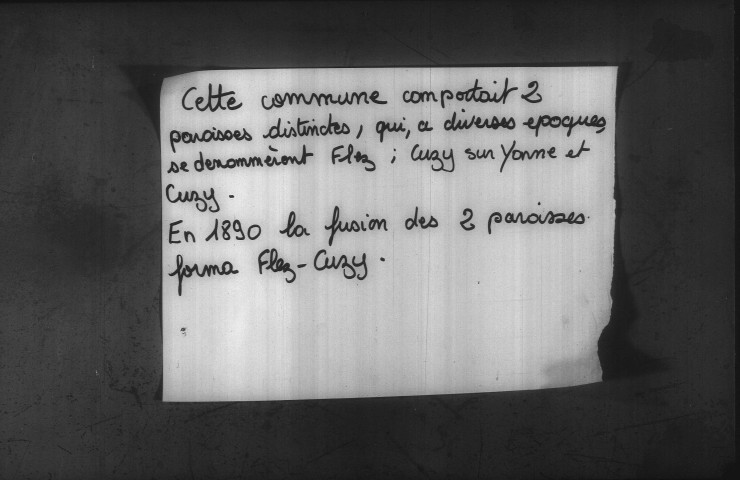 Cette commune comportait 2
paroisses distinctes, qui, a diverses epoques,
se denommèrent Flez ; Cuzy sur Yonne et
Cuzy.
En 1890 la fusion des 2 paroisses
forma Flez-Cuzy.